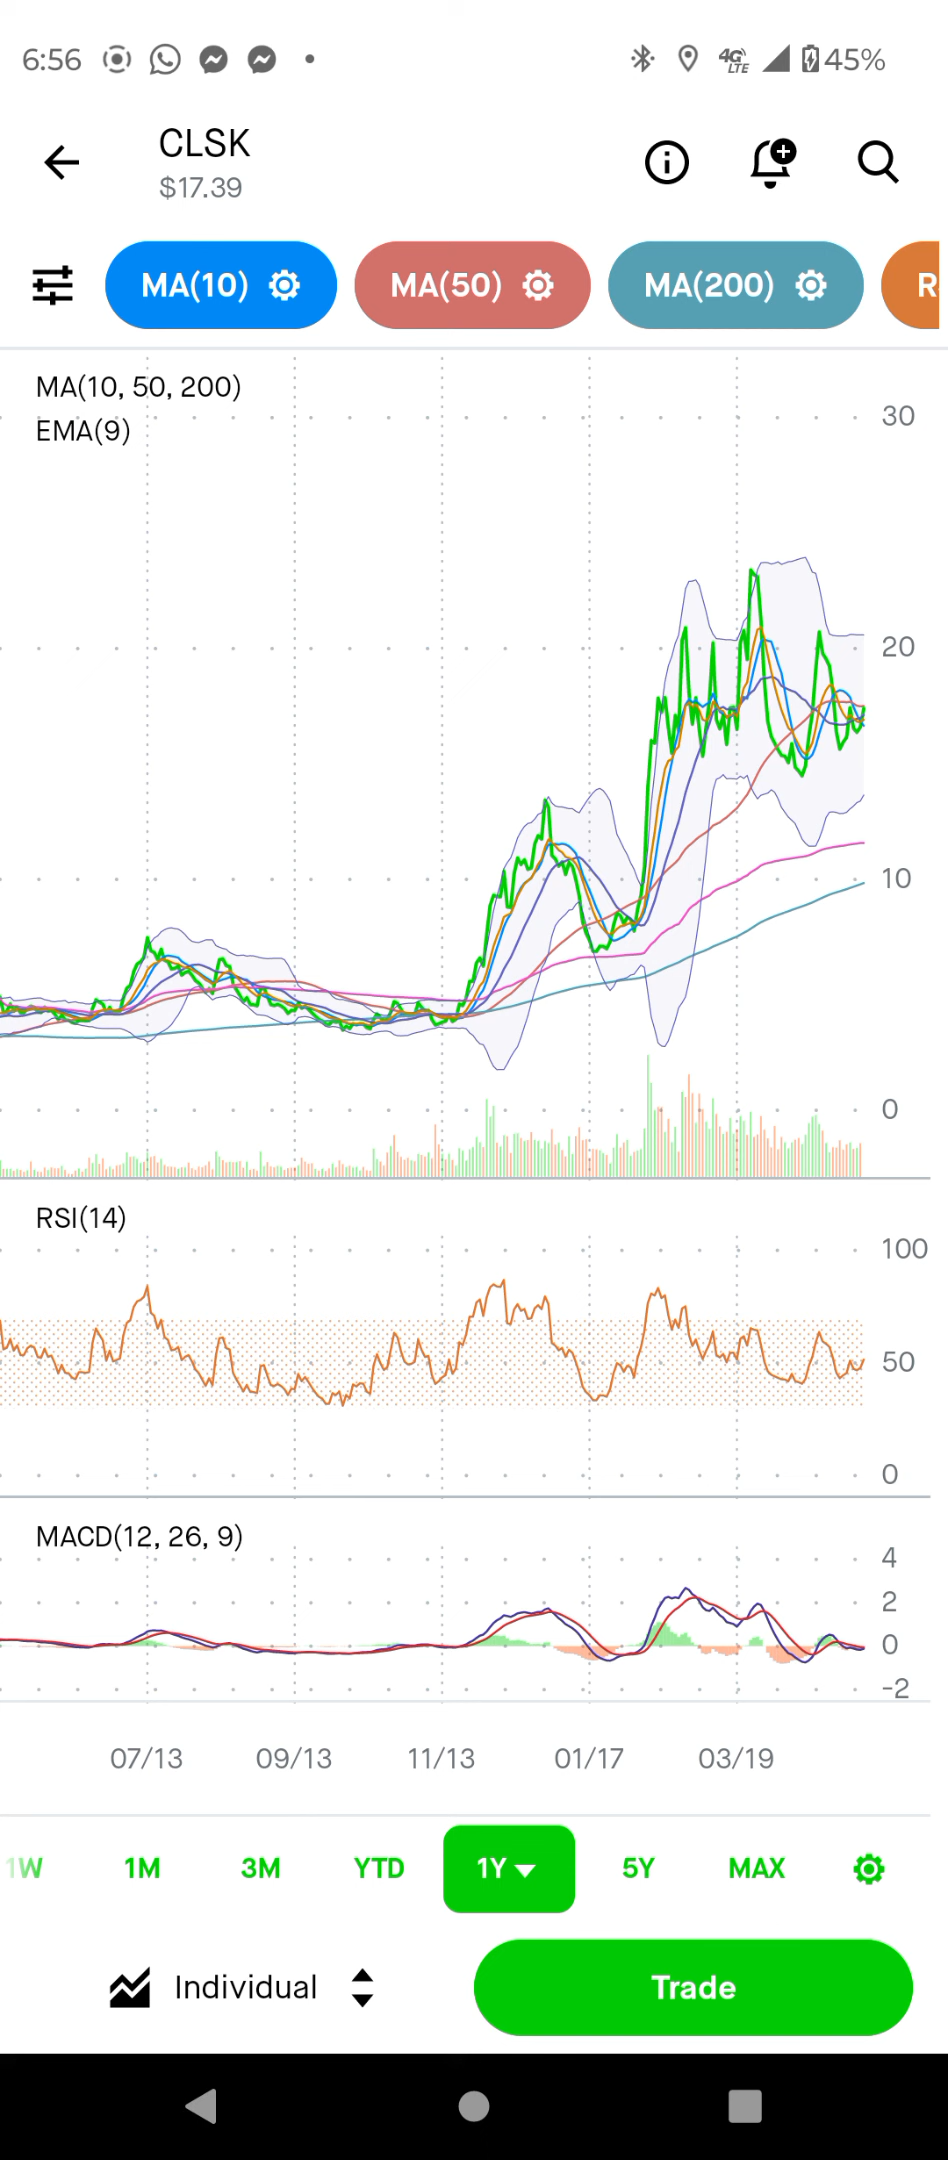 6:56 4G LTE 45%
CLSK
$17.39
MA(10) MA(50) MA(200) R
MA(10, 50, 200)
EMA(9)
30
20
10
0
RSI(14)
100
50
0
MACD(12, 26, 9)
4
2
0
-2
07/13 09/13 11/13 01/17 03/19
1W 1M 3M YTD 1Y 5Y MAX
Individual Trade